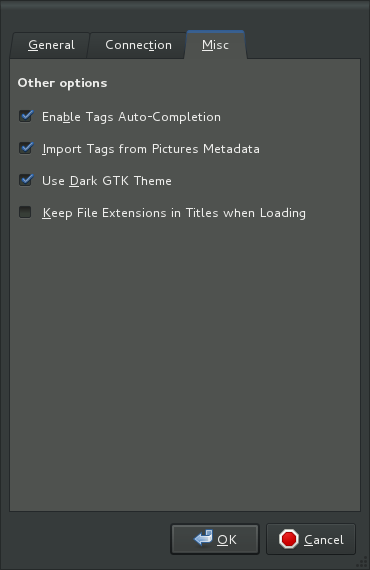 General
Connection
Misc
Other options
Enable Tags Auto-Completion
Import Tags from Pictures Metadata
Use Dark GTK Theme
Keep File Extensions in Titles when Loading
OK
Cancel